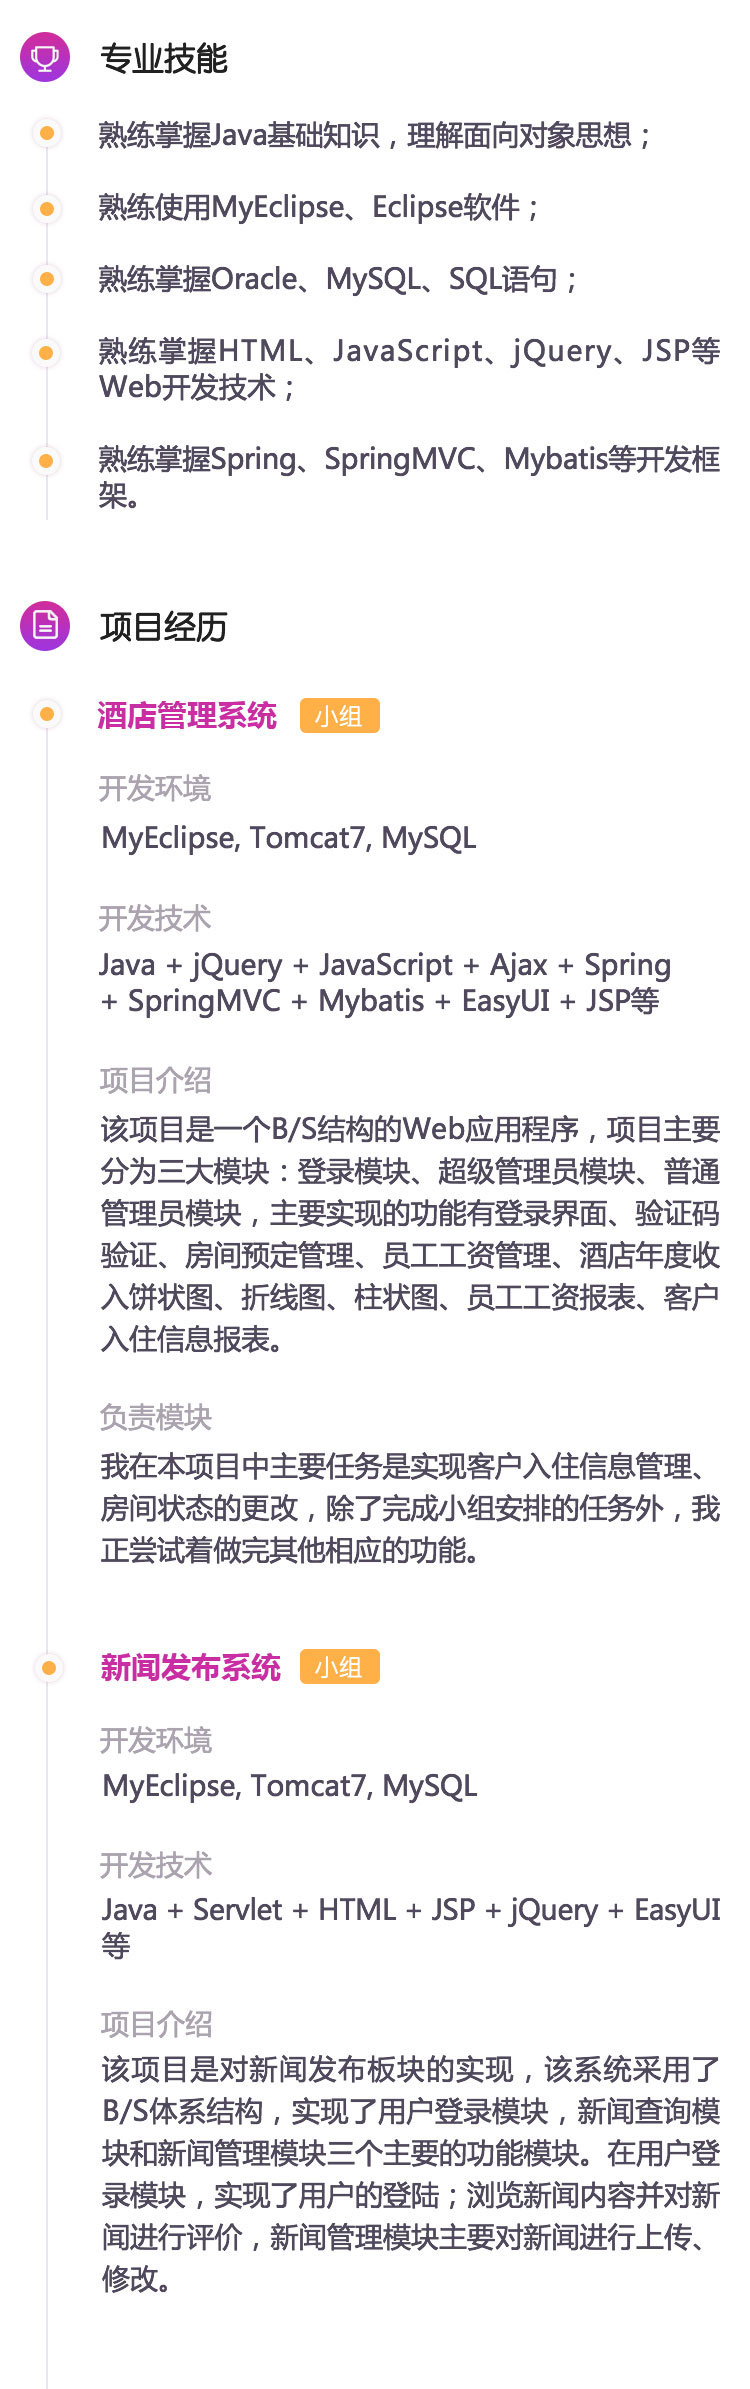 专业技能
熟练掌握Java基础知识，理解面向对象思想；
熟练使用MyEclipse、Eclipse软件；
熟练掌握Oracle、MySQL、SQL语句；
熟练掌握HTML、JavaScript、jQuery、JSP等
Web开发技术；
熟练掌握Spring、SpringMVC、Mybatis等开发框
架。
项目经历
酒店管理系统 小组
开发环境
MyEclipse, Tomcat7, MySQL
开发技术
Java + jQuery + JavaScript + Ajax + Spring
+ SpringMVC + Mybatis + EasyUI + JSP等
项目介绍
该项目是一个B/S结构的Web应用程序，项目主要
分为三大模块：登录模块、超级管理员模块、普通
管理员模块，主要实现的功能有登录界面、验证码
验证、房间预定管理、员工工资管理、酒店年度收
入饼状图、折线图、柱状图、员工工资报表、客户
入住信息报表。
负责模块
我在本项目中主要任务是实现客户入住信息管理、
房间状态的更改，除了完成小组安排的任务外，我
正尝试着做完其他相应的功能。
新闻发布系统 小组
开发环境
MyEclipse, Tomcat7, MySQL
开发技术
Java + Servlet + HTML + JSP + jQuery + EasyUI
等
项目介绍
该项目是对新闻发布板块的实现，该系统采用了
B/S体系结构，实现了用户登录模块，新闻查询模
块和新闻管理模块三个主要的功能模块。在用户登
录模块，实现了用户的登陆；浏览新闻内容并对新
闻进行评价，新闻管理模块主要对新闻进行上传、
修改。